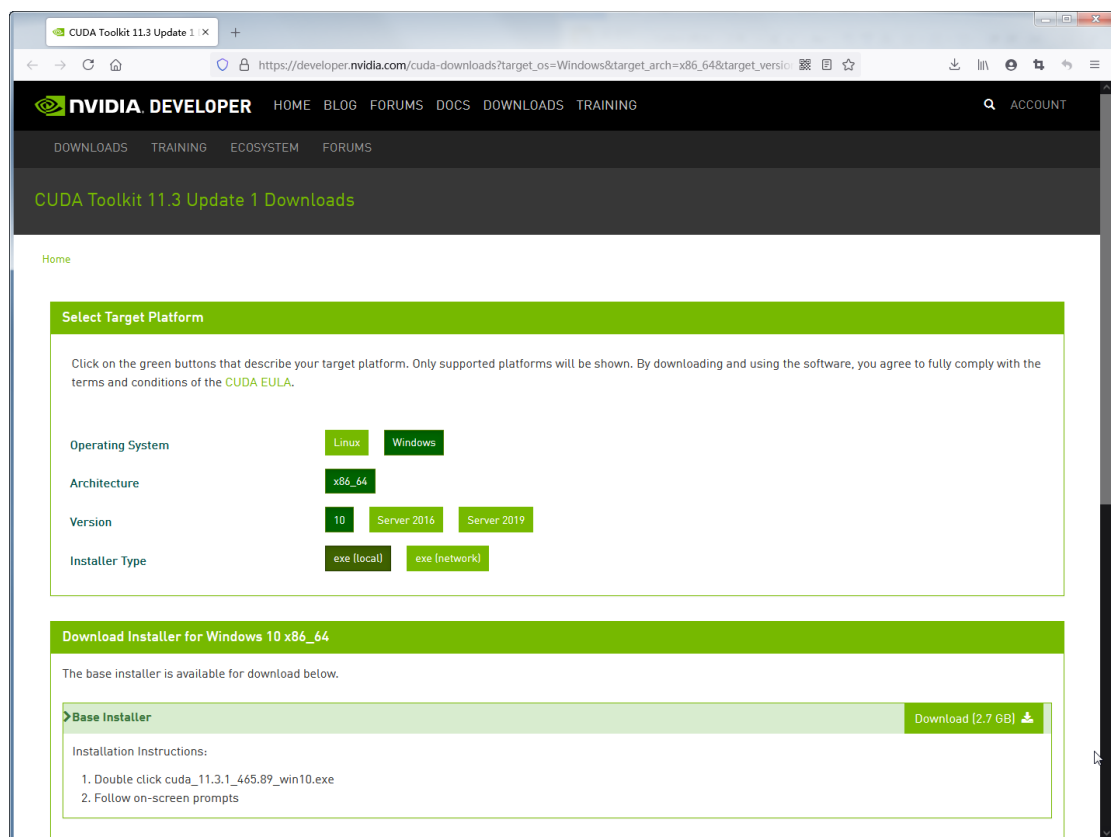 CUDA Toolkit 11.3 Update 1
https://developer.nvidia.com/cuda-downloads?target_os=Windows&target_arch=x86_64&target_versio
NVIDIA. DEVELOPER HOME BLOG FORUMS DOCS DOWNLOADS TRAINING ACCOUNT
DOWNLOADS TRAINING ECOSYSTEM FORUMS
CUDA Toolkit 11.3 Update 1 Downloads
Home
Select Target Platform
Click on the green buttons that describe your target platform. Only supported platforms will be shown. By downloading and using the software, you agree to fully comply with the
terms and conditions of the CUDA EULA.
Operating System Linux Windows
Architecture x86_64
Version 10 Server 2016 Server 2019
Installer Type exe (local) exe (network)
Download Installer for Windows 10 x86_64
The base installer is available for download below.
Base Installer Download (2.7 GB)
Installation Instructions:
1. Double click cuda_11.3.1_465.89_win10.exe
2. Follow on-screen prompts